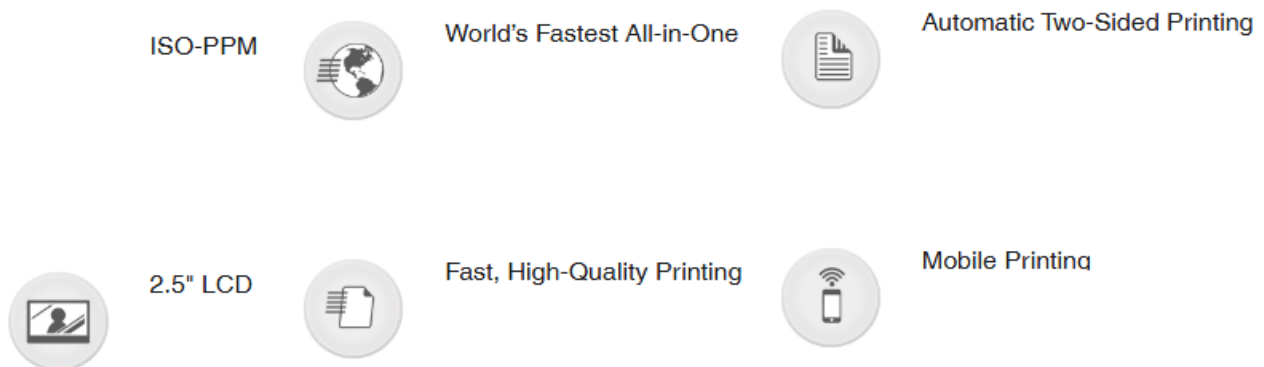 ISO-PPM
World's Fastest All-in-One
Automatic Two-Sided Printing
2.5" LCD
Fast, High-Quality Printing
Mobile Printing